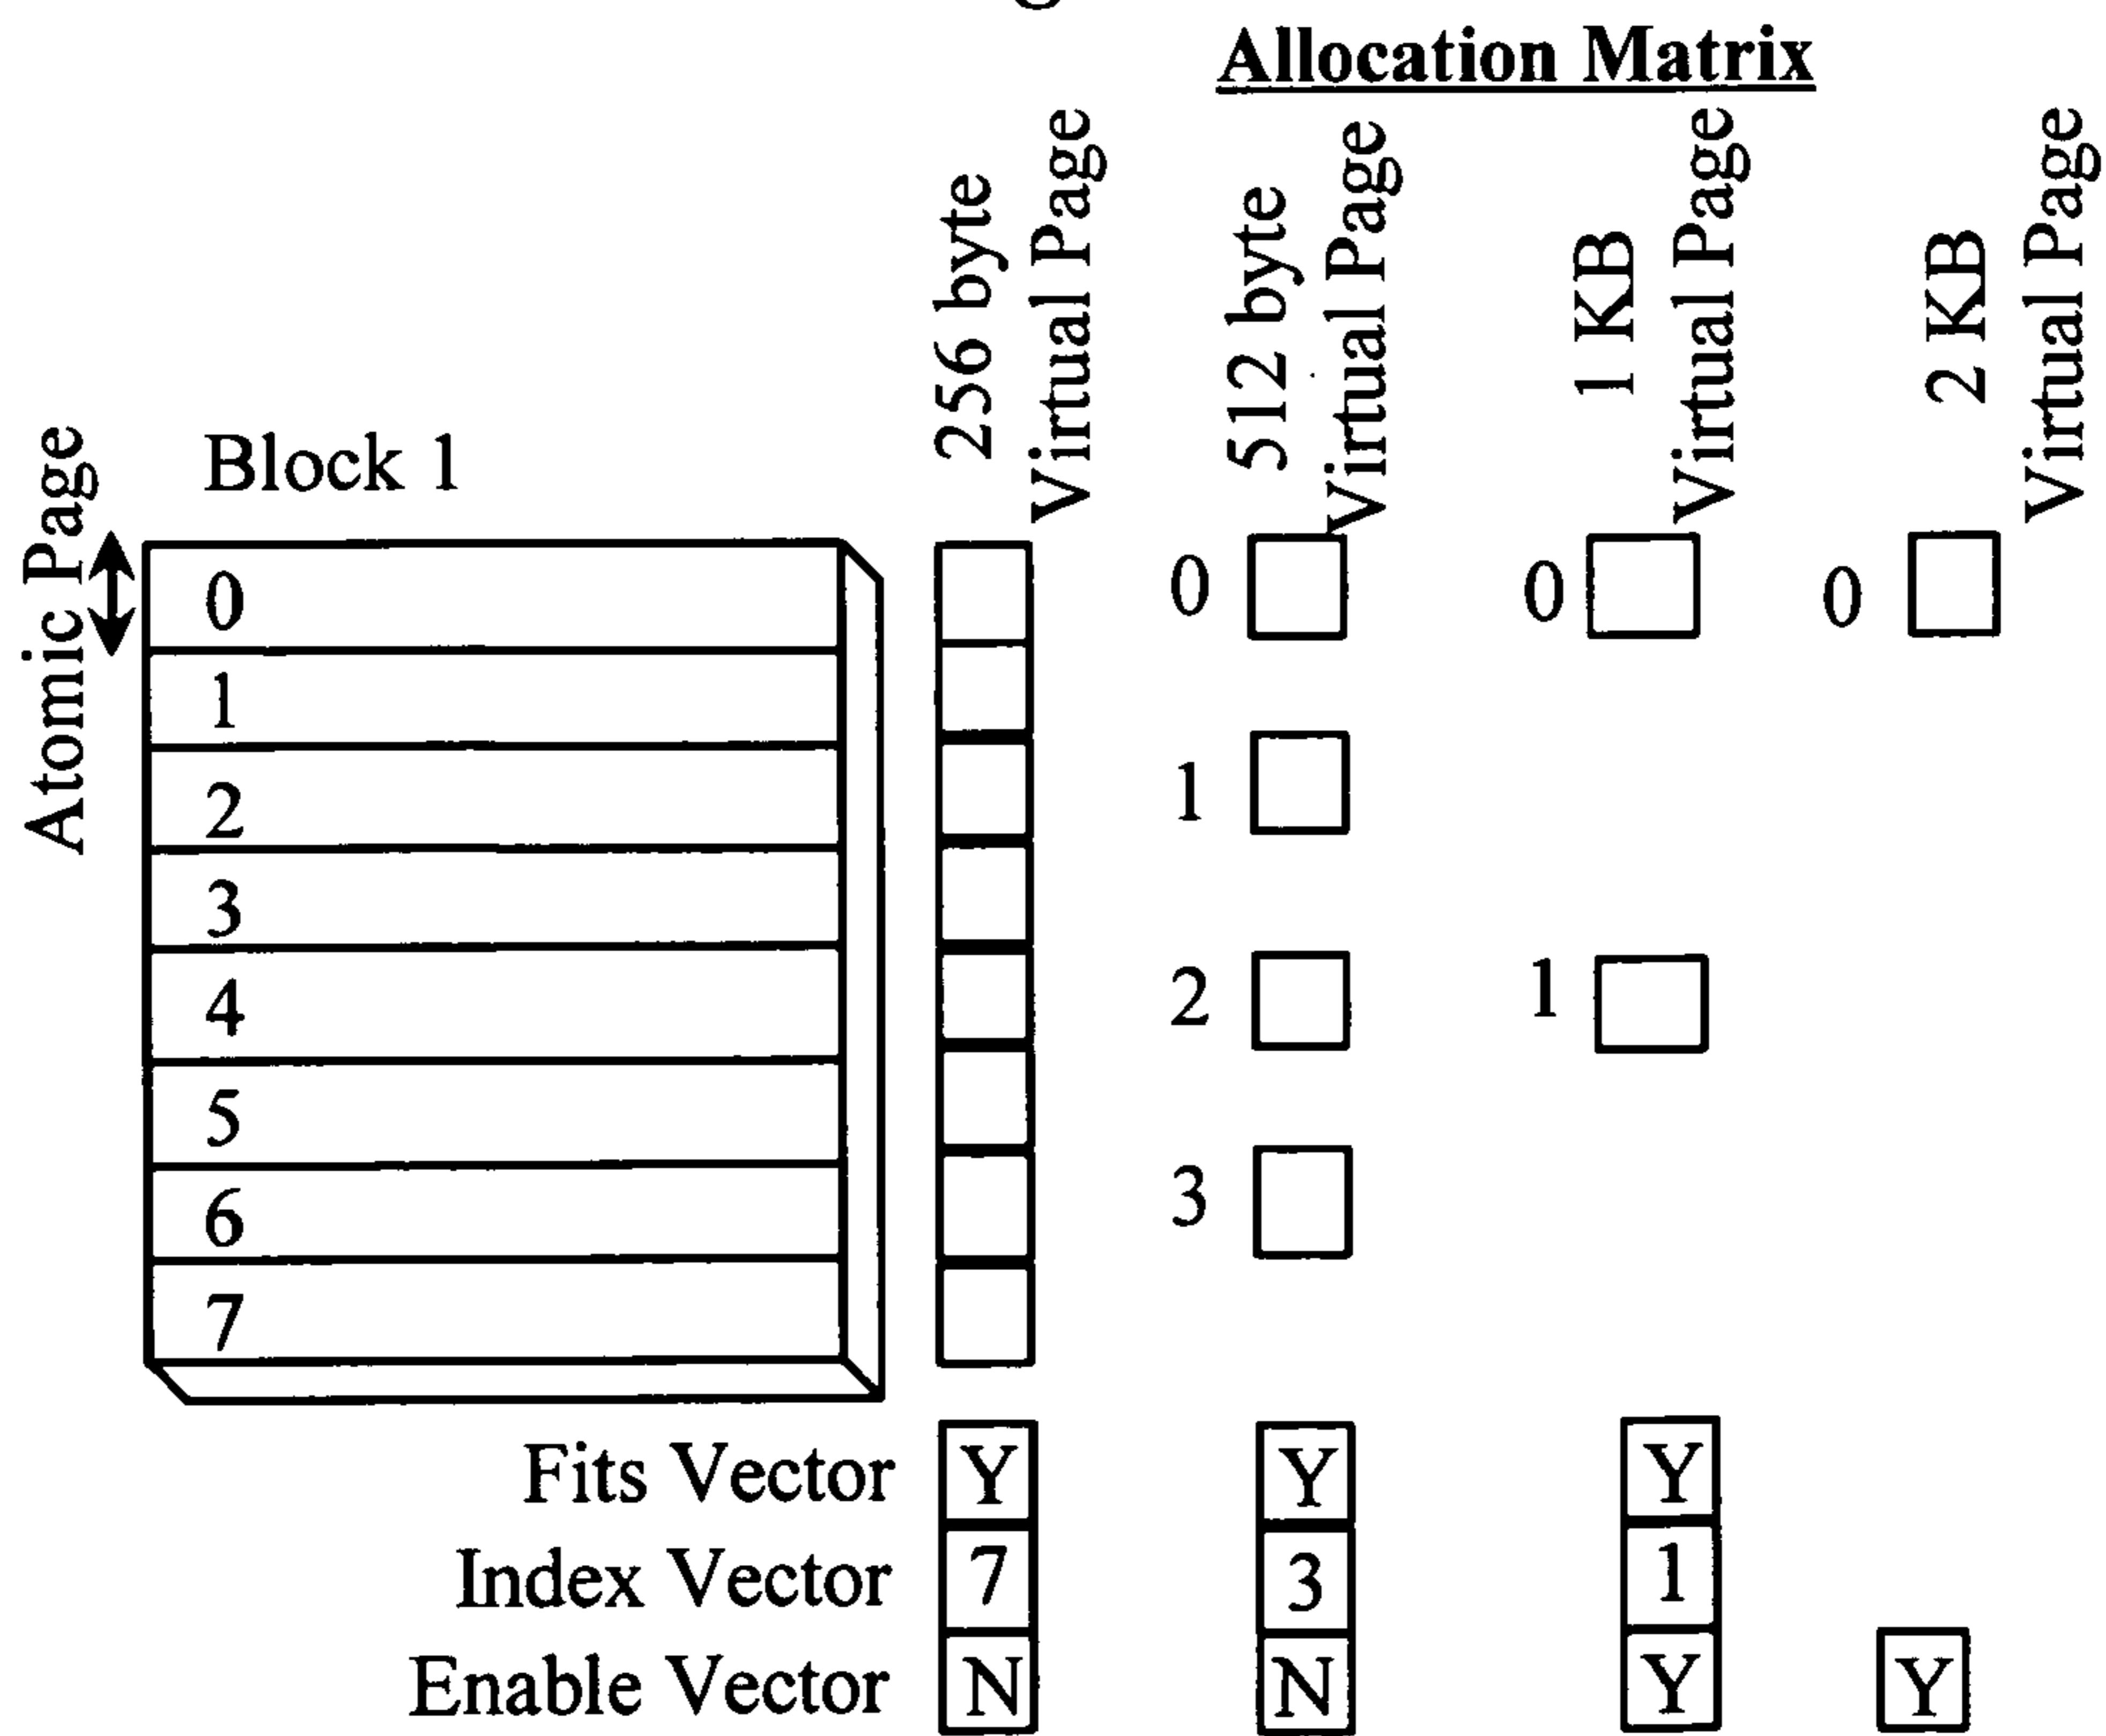 Allocation Matrix
256 byte
Virtual Page
512 byte
Virtual Page
1 KB
Virtual Page
2 KB
Virtual Page
Atomic Page
Block 1
0 0 0 0
1
1
2
3
4 2 1
5
6 3
7
Fits Vector Y Y Y
Index Vector 7 3 1
Enable Vector N N Y Y